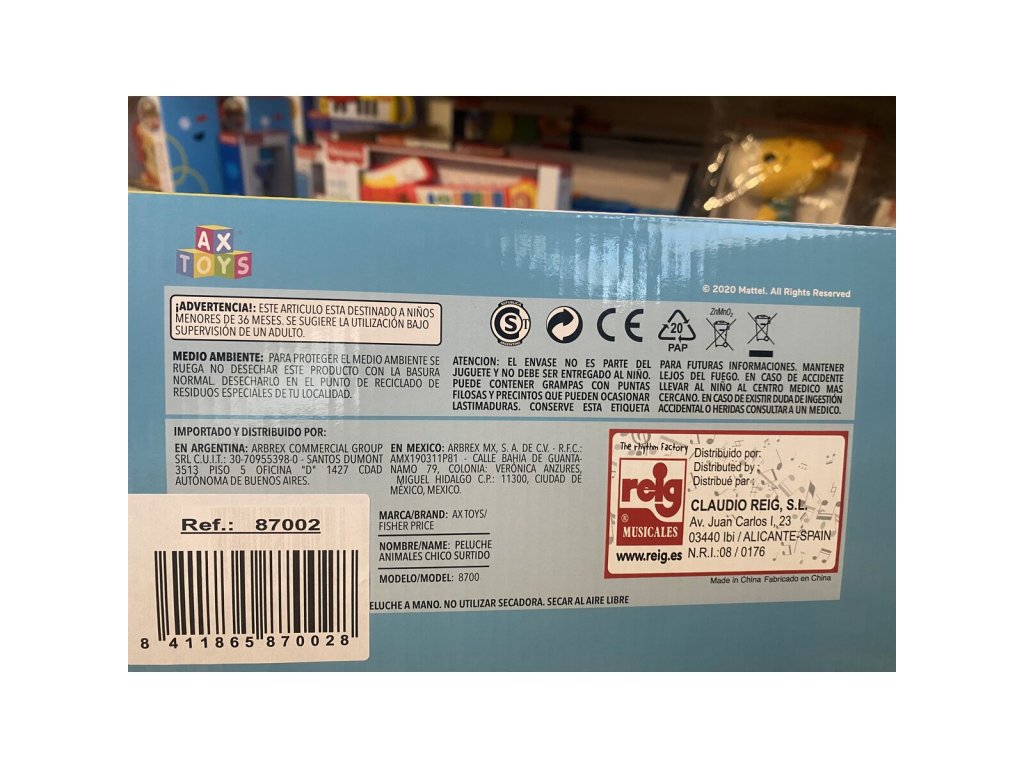 AX
TOYS
© 2020 Mattel. All Rights Reserved
¡ADVERTENCIA!: ESTE ARTICULO ESTA DESTINADO A NIÑOS
MENORES DE 36 MESES. SE SUGIERE LA UTILIZACIÓN BAJO
SUPERVISIÓN DE UN ADULTO.
S
CE
20
PAP
ZnMnO2
MEDIO AMBIENTE: PARA PROTEGER EL MEDIO AMBIENTE SE
RUEGA NO DESECHAR ESTE PRODUCTO CON LA BASURA
NORMAL. DESECHARLO EN EL PUNTO DE RECICLADO DE
RESIDUOS ESPECIALES DE TU LOCALIDAD.
ATENCION: EL ENVASE NO ES PARTE DEL
JUGUETE Y NO DEBE SER ENTREGADO AL NIÑO.
PUEDE CONTENER GRAMPAS CON PUNTAS
FILOSAS Y PRECINTOS QUE PUEDEN OCASIONAR
LASTIMADURAS. CONSERVE ESTA ETIQUETA
PARA FUTURAS INFORMACIONES. MANTENER
LEJOS DEL FUEGO. EN CASO DE ACCIDENTE
LLEVAR AL NIÑO AL CENTRO MEDICO MAS
CERCANO. EN CASO DE EXISTIR DUDA DE INGESTIÓN
ACCIDENTAL O HERIDAS CONSULTAR A UN MEDICO.
IMPORTADO Y DISTRIBUIDO POR:
EN ARGENTINA: ARBREX COMMERCIAL GROUP
SRL C.U.I.T.: 30-70955398-0 - SANTOS DUMONT
3513 PISO 5 OFICINA "D" 1427 CDAD
AUTÓNOMA DE BUENOS AIRES.
EN MEXICO: ARBREX MX, S. A. DE C.V. - R.F.C.:
AMX190311P81 - CALLE BAHIA DE GUANTA-
NAMO 79, COLONIA: VERÓNICA ANZURES,
MIGUEL HIDALGO C.P.: 11300, CIUDAD DE
MÉXICO, MEXICO.
MARCA/BRAND: AX TOYS/
FISHER PRICE
NOMBRE/NAME: PELUCHE
ANIMALES CHICO SURTIDO
MODELO/MODEL: 8700
ELUCHE A MANO. NO UTILIZAR SECADORA. SECAR AL AIRE LIBRE
Ref.: 87002
8 411865 870028
The rhythm factory
reig
®
MUSICALES
www.reig.es
Distribuido por:
Distributed by:
Distribué par:
CLAUDIO REIG, S.L.
Av. Juan Carlos I, 23
03440 Ibi / ALICANTE-SPAIN
N.R.I.:08 / 0176
Made in China Fabricado en China